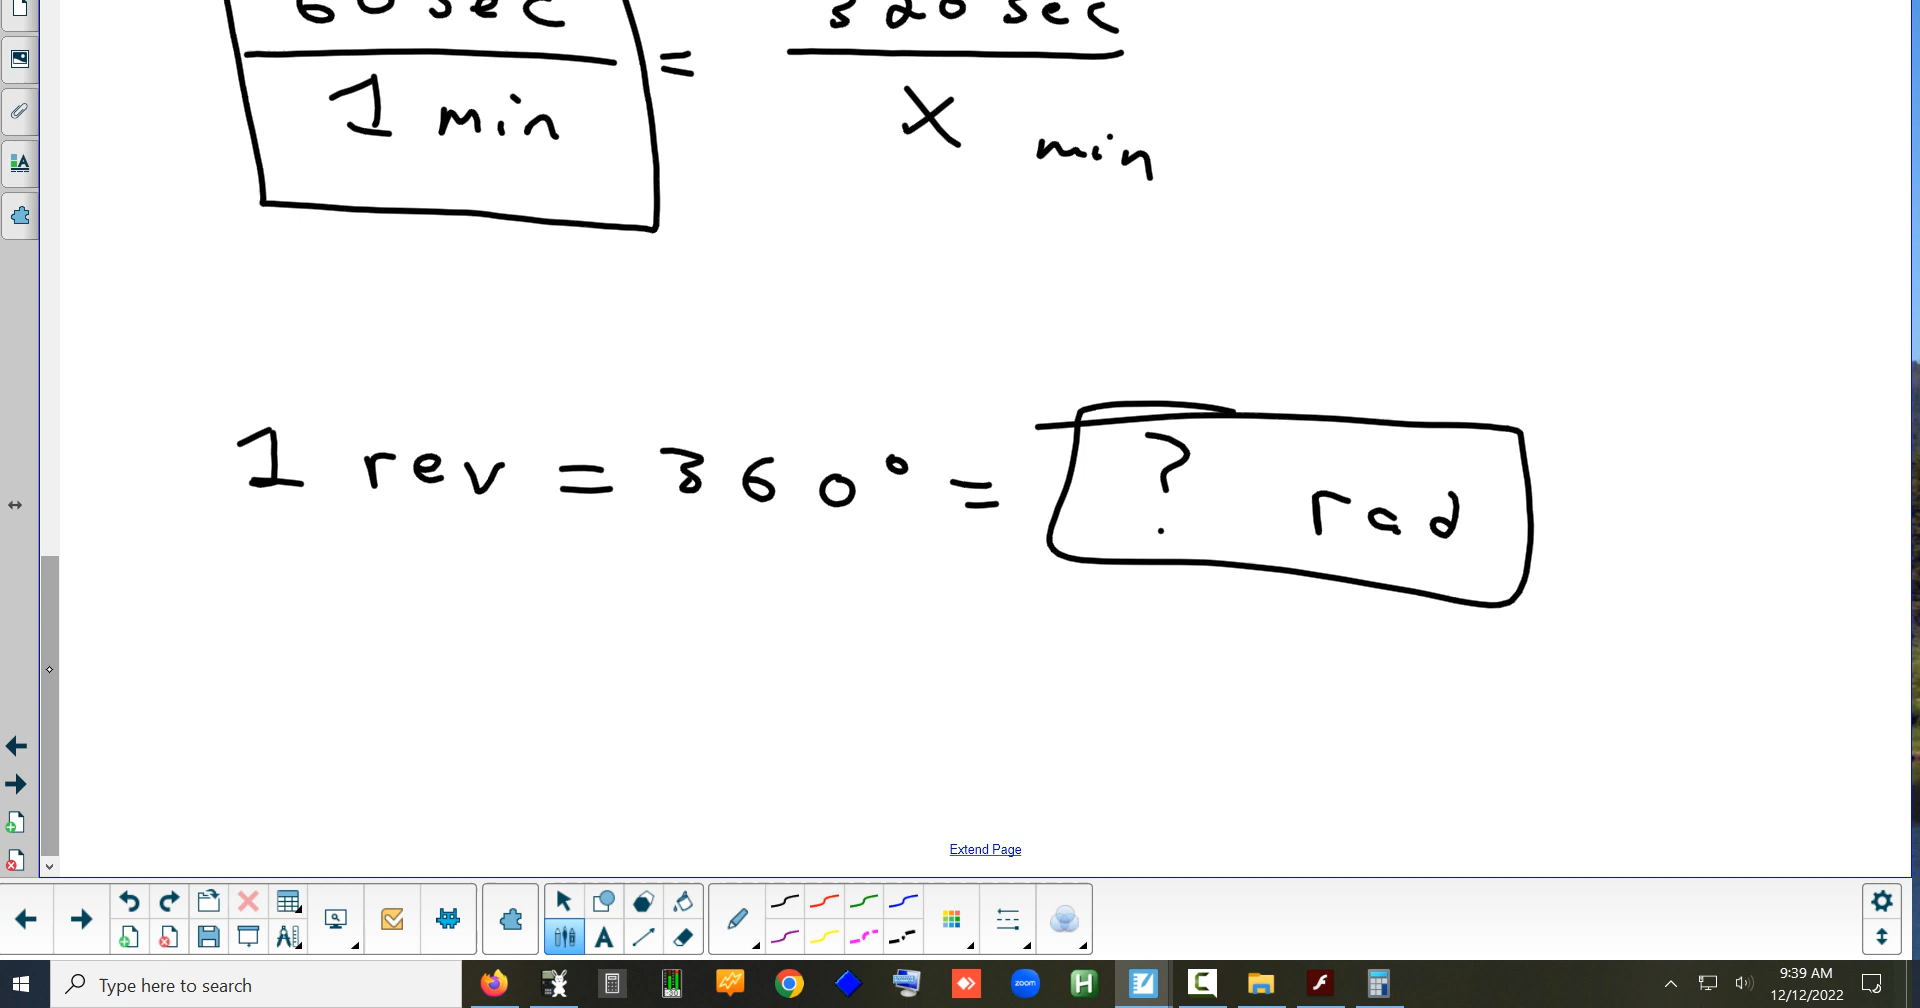 60 sec
320 sec
=
1 min
x min
1 rev = 360° = ? rad
Extend Page
A
A
zoom
H
C
Type here to search
9:39 AM
12/12/2022